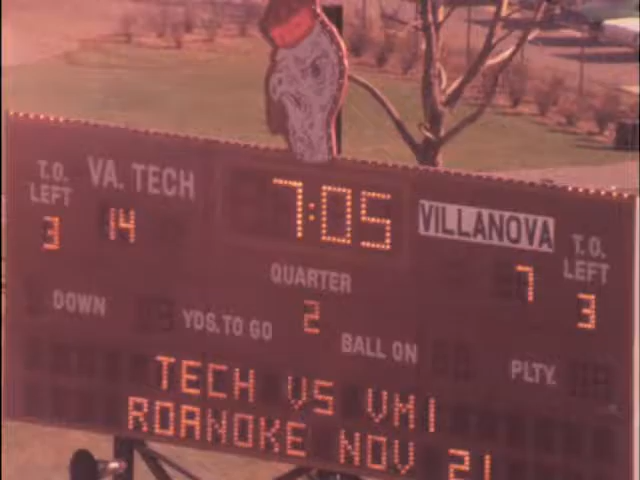 T.O. LEFT
VA. TECH
3
14
7:05
VILLANOVA
T.O. LEFT
7
3
QUARTER
2
DOWN
YDS. TO GO
BALL ON
PLTY.
TECH VS VMI
ROANOKE NOV 21